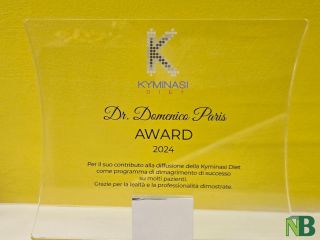 K
KYMINASI
DIET
Dr. Domenico Paris
AWARD
2024
Per il suo contributo alla diffusione della Kyminasi Diet
come programma di dimagrimento di successo
su molti pazienti.
Grazie per la lealtà e la professionalità dimostrate.
NB